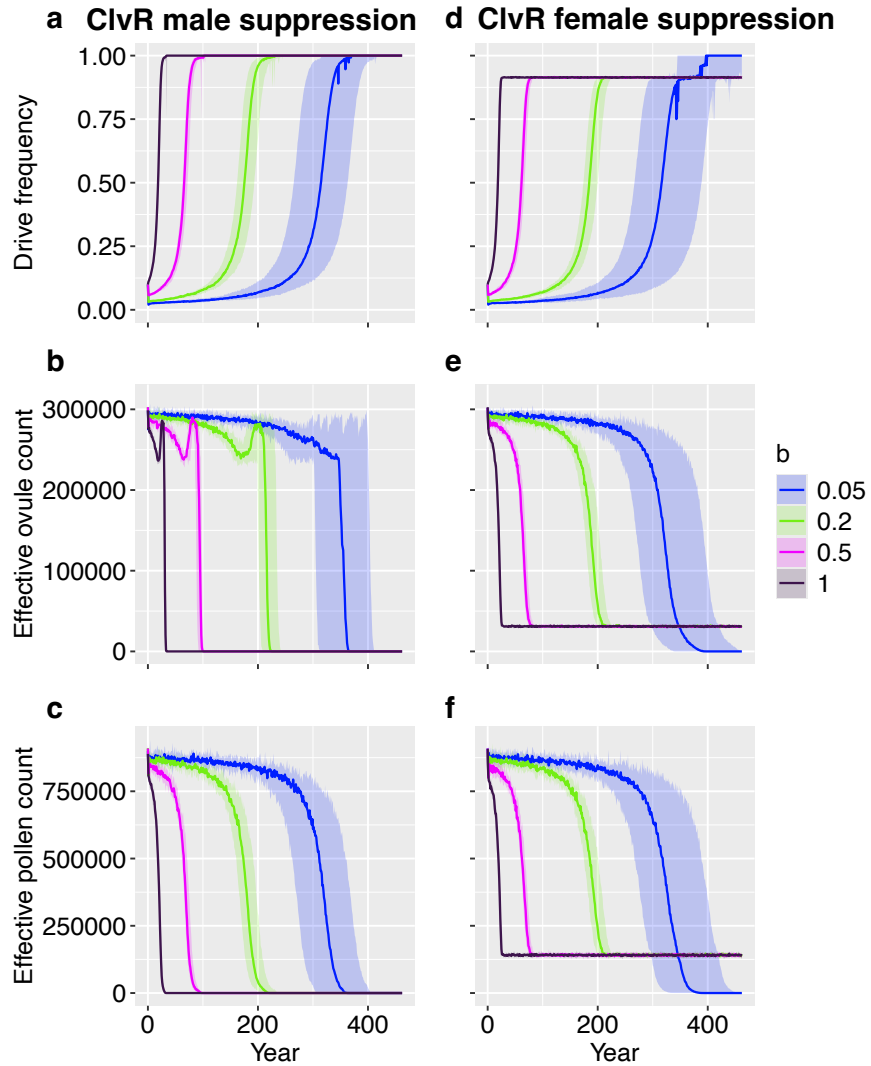 a ClvR male suppression
1.00
0.75
0.50
0.25
0.00
Drive frequency
b
300000
200000
100000
0
Effective ovule count
c
750000
500000
250000
0
Effective pollen count
0 200 400
Year
d ClvR female suppression
e
f
0 200 400
Year
b
0.05
0.2
0.5
1